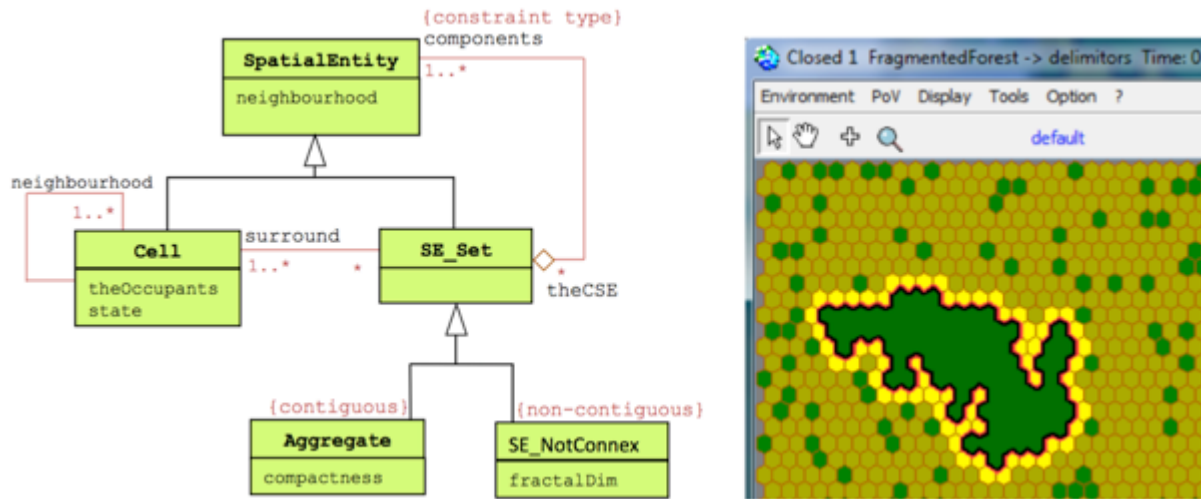 {constraint type}
components
SpatialEntity
1..*
neighbourhood
neighbourhood
1..*
Cell
surround
SE_Set
1..*
*
*
theOccupants
state
theCSE
{contiguous}
{non-contiguous}
Aggregate
SE_NotConnex
compactness
fractalDim
Closed 1 FragmentedForest -> delimitors Time: 0
Environment PoV Display Tools Option ?
default